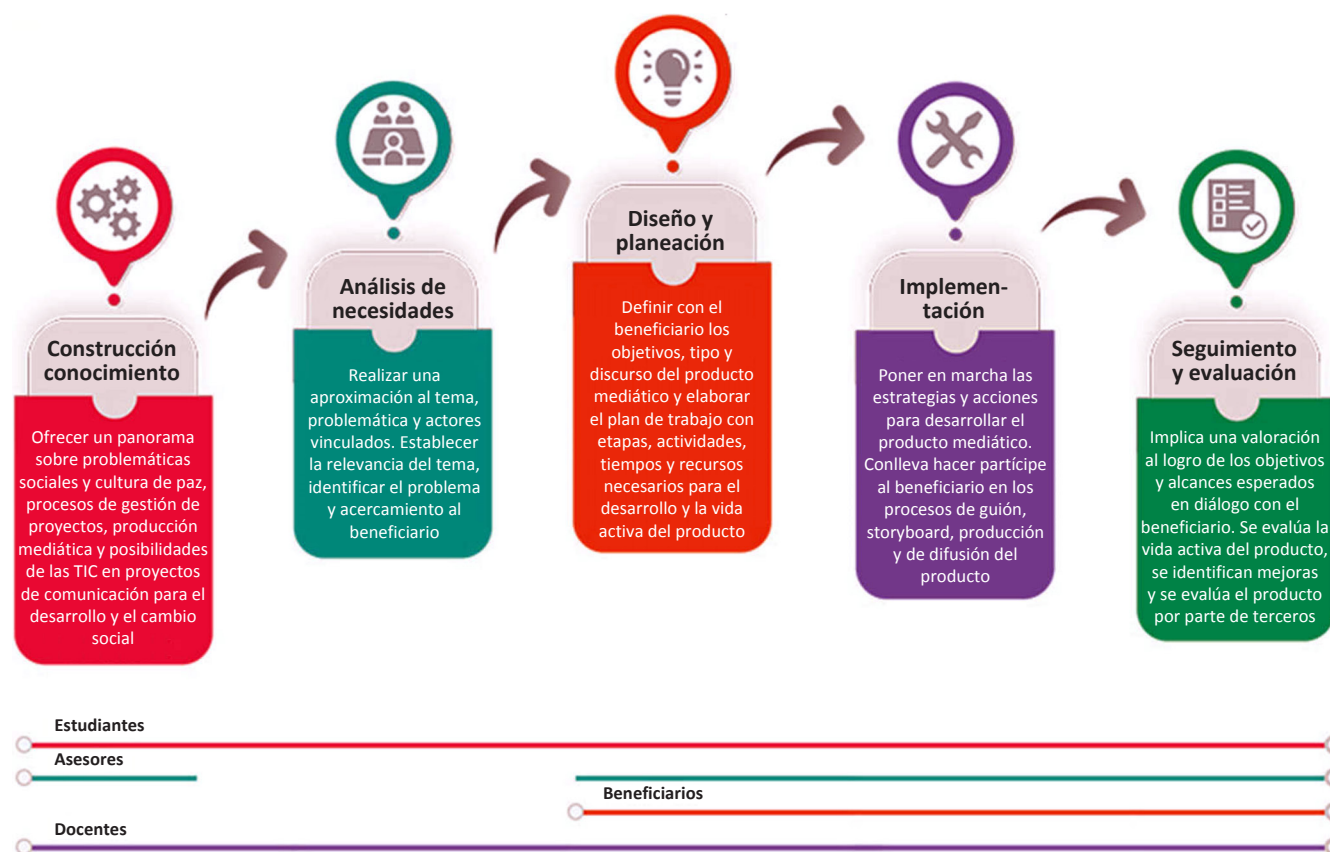 Construcción
conocimiento
Ofrecer un panorama
sobre problemáticas
sociales y cultura de paz,
procesos de gestión de
proyectos, producción
mediática y posibilidades
de las TIC en proyectos
de comunicación para el
desarrollo y el cambio
social
Análisis de
necesidades
Realizar una
aproximación al tema,
problemática y actores
vinculados. Establecer
la relevancia del tema,
identificar el problema
y acercamiento al
beneficiario
Diseño y
planeación
Definir con el
beneficiario los
objetivos, tipo y
discurso del producto
mediático y elaborar
el plan de trabajo con
etapas, actividades,
tiempos y recursos
necesarios para el
desarrollo y la vida
activa del producto
Implemen-
tación
Poner en marcha las
estrategias y acciones
para desarrollar el
producto mediático.
Conlleva hacer partícipe
al beneficiario en los
procesos de guión,
storyboard, producción
y de difusión del
producto
Seguimiento
y evaluación
Implica una valoración
al logro de los objetivos
y alcances esperados
en diálogo con el
beneficiario. Se evalúa la
vida activa del producto,
se identifican mejoras
y se evalúa el producto
por parte de terceros
Estudiantes
Asesores
Beneficiarios
Docentes